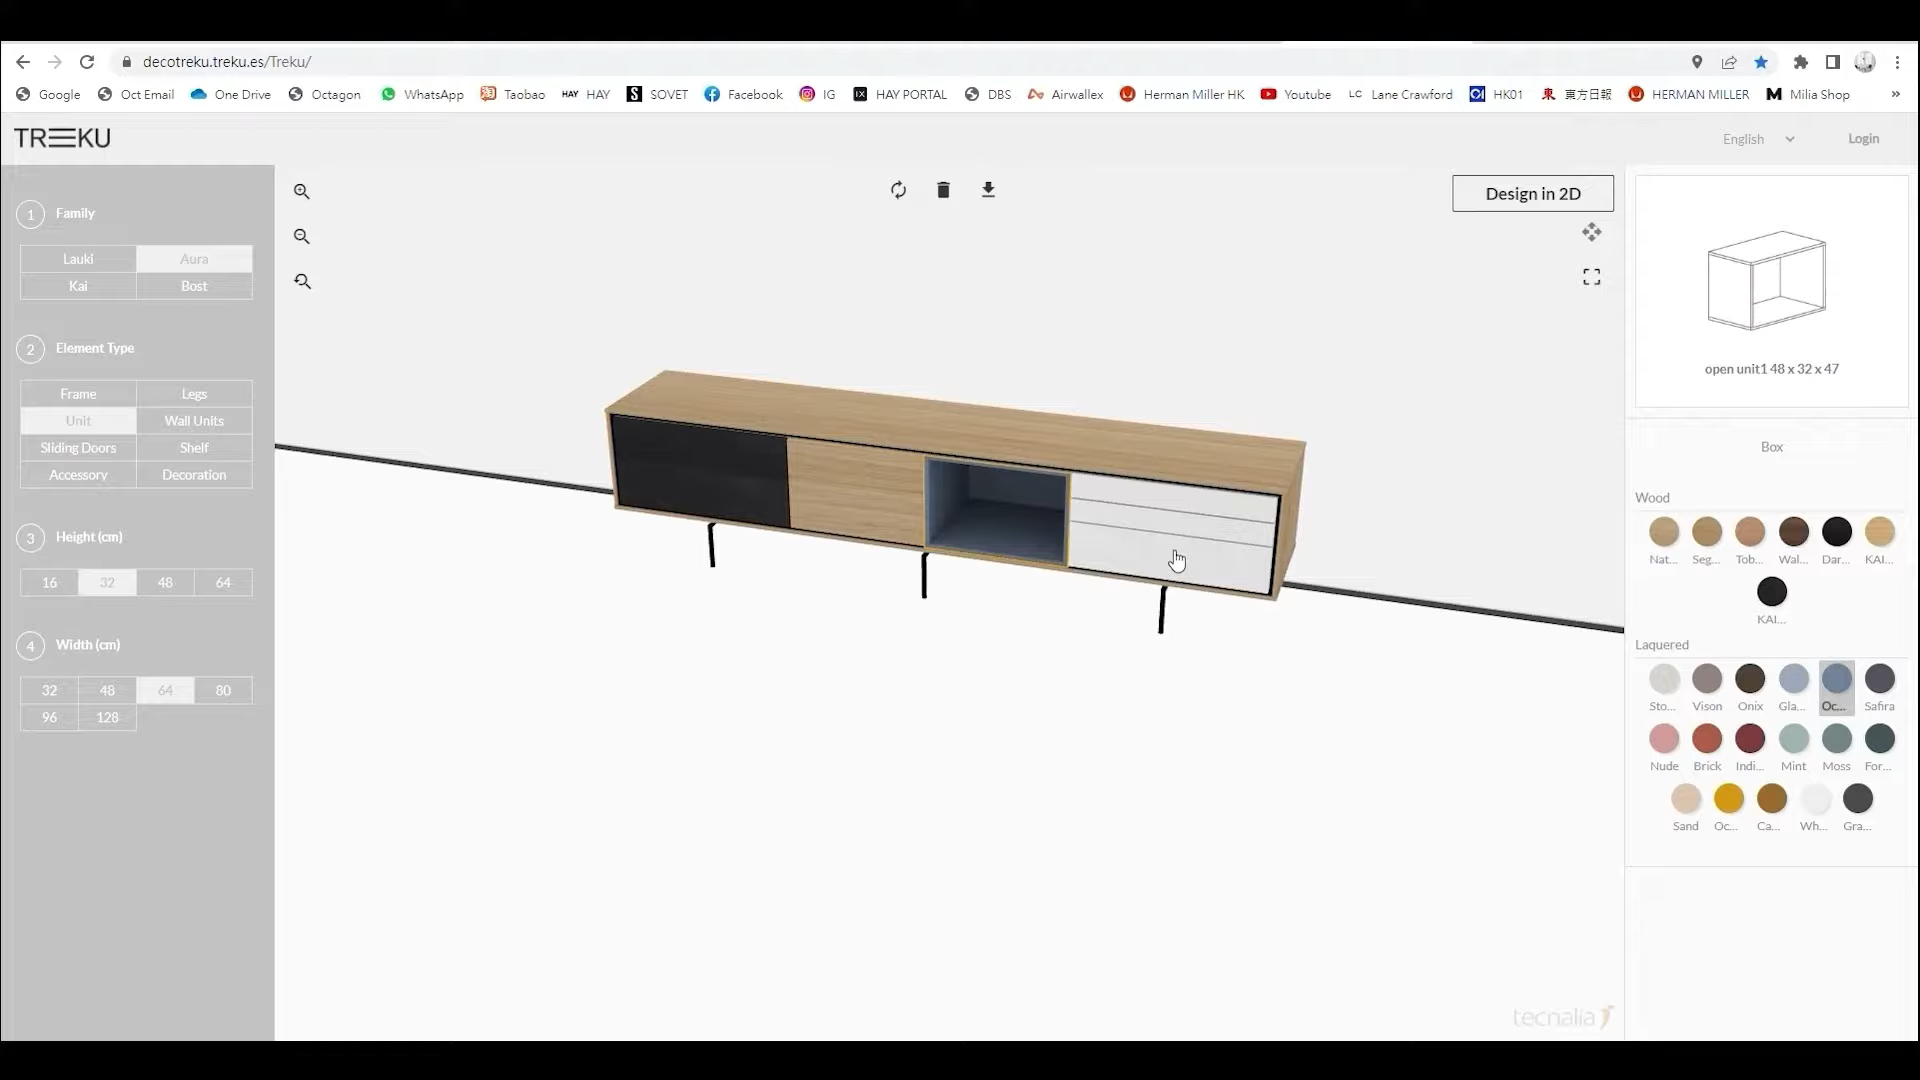 decotreku.treku.es/Treku/
Google Oct Email One Drive Octagon WhatsApp Taobao HAY HAY SOVET Facebook IG HAY PORTAL DBS Airwallex Herman Miller HK Youtube LC Lane Crawford HK01 東 東方日報 HERMAN MILLER Milia Shop »
TREKU
English Login
1 Family
Lauki Aura
Kai Bost
2 Element Type
Frame Legs
Unit Wall Units
Sliding Doors Shelf
Accessory Decoration
3 Height (cm)
16 32 48 64
4 Width (cm)
32 48 64 80
96 128
Design in 2D
open unit1 48 x 32 x 47
Box
Wood
Nat... Seg... Tob... Wal... Dar... KAI...
KAI...
Laquered
Sto... Vison Onix Gla... Oc... Safira
Nude Brick Indi... Mint Moss For...
Sand Oc... Ca... Wh... Gra...
tecnalia